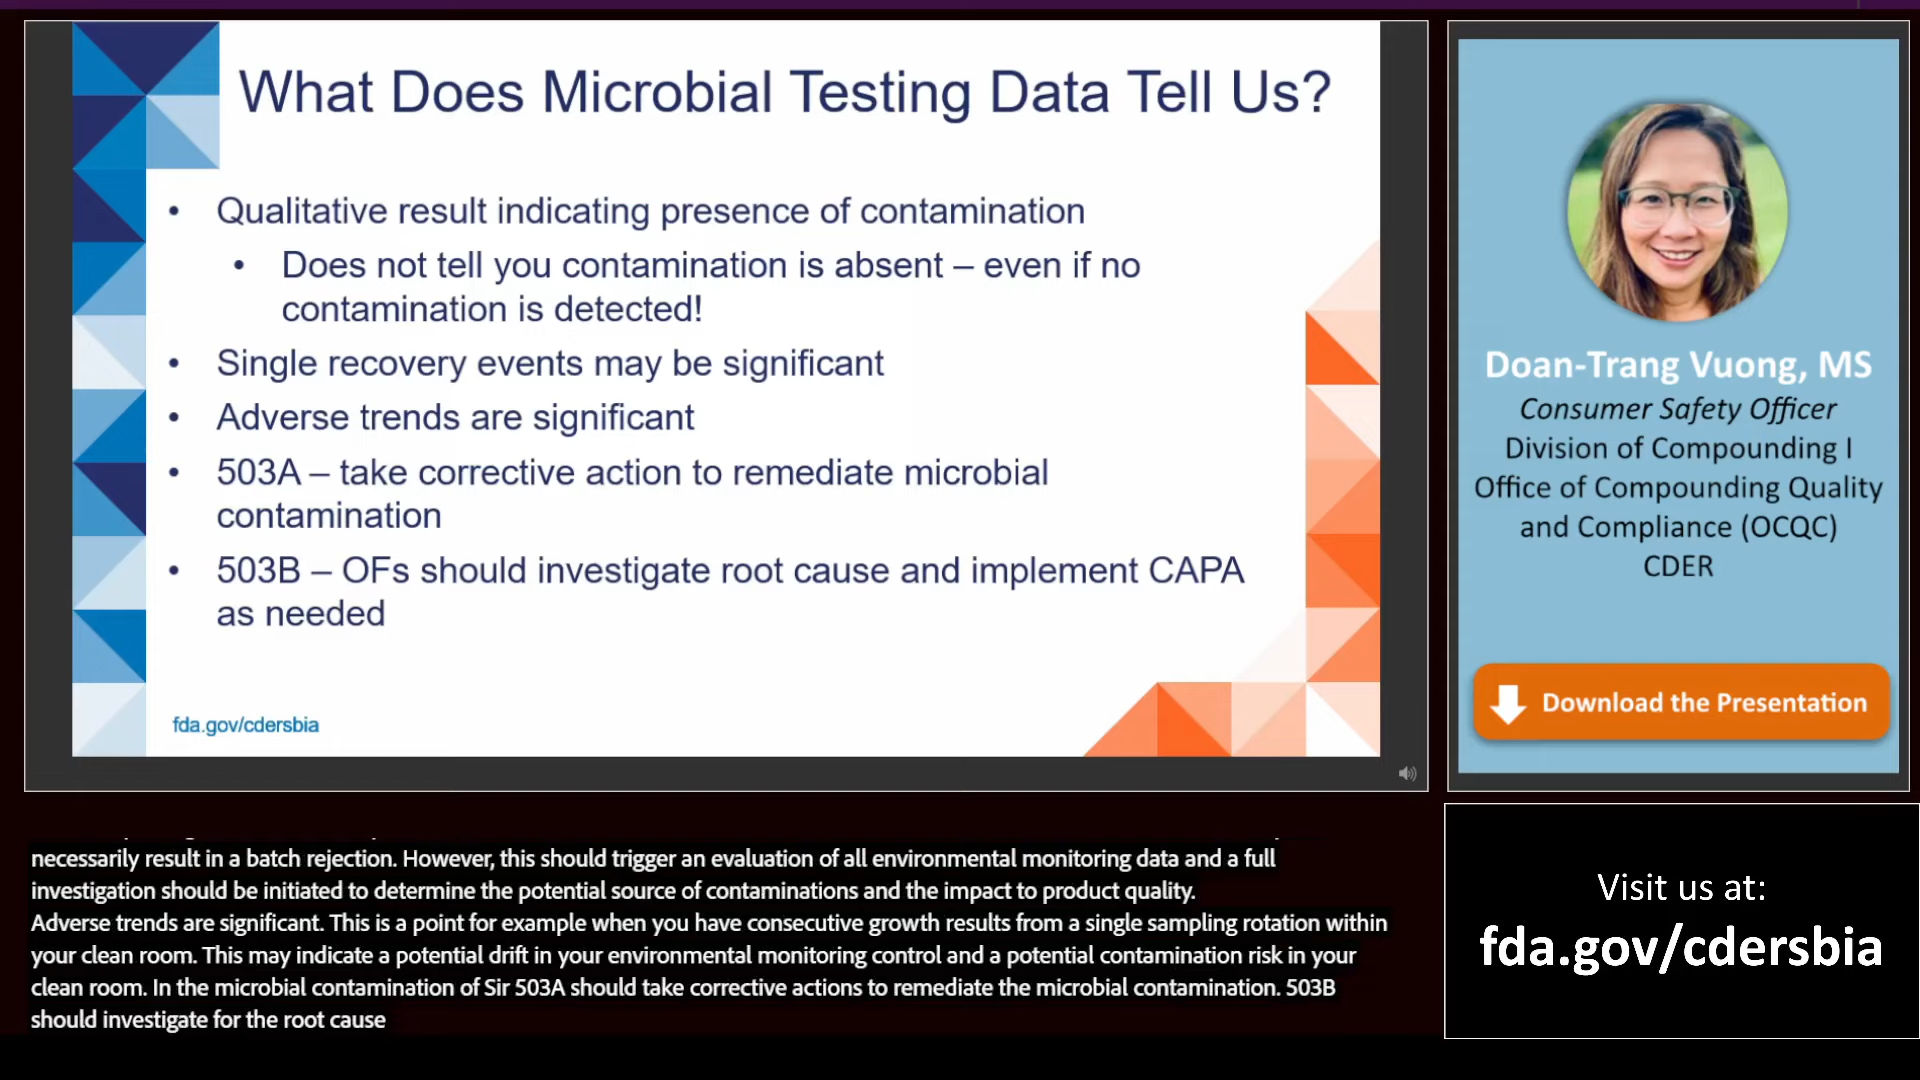 What Does Microbial Testing Data Tell Us?
• Qualitative result indicating presence of contamination
• Does not tell you contamination is absent – even if no
contamination is detected!
• Single recovery events may be significant
• Adverse trends are significant
• 503A – take corrective action to remediate microbial
contamination
• 503B – OFs should investigate root cause and implement CAPA
as needed
fda.gov/cdersbia
Doan-Trang Vuong, MS
Consumer Safety Officer
Division of Compounding I
Office of Compounding Quality
and Compliance (OCQC)
CDER
Download the Presentation
necessarily result in a batch rejection. However, this should trigger an evaluation of all environmental monitoring data and a full
investigation should be initiated to determine the potential source of contaminations and the impact to product quality.
Adverse trends are significant. This is a point for example when you have consecutive growth results from a single sampling rotation within
your clean room. This may indicate a potential drift in your environmental monitoring control and a potential contamination risk in your
clean room. In the microbial contamination of Sir 503A should take corrective actions to remediate the microbial contamination. 503B
should investigate for the root cause
Visit us at:
fda.gov/cdersbia